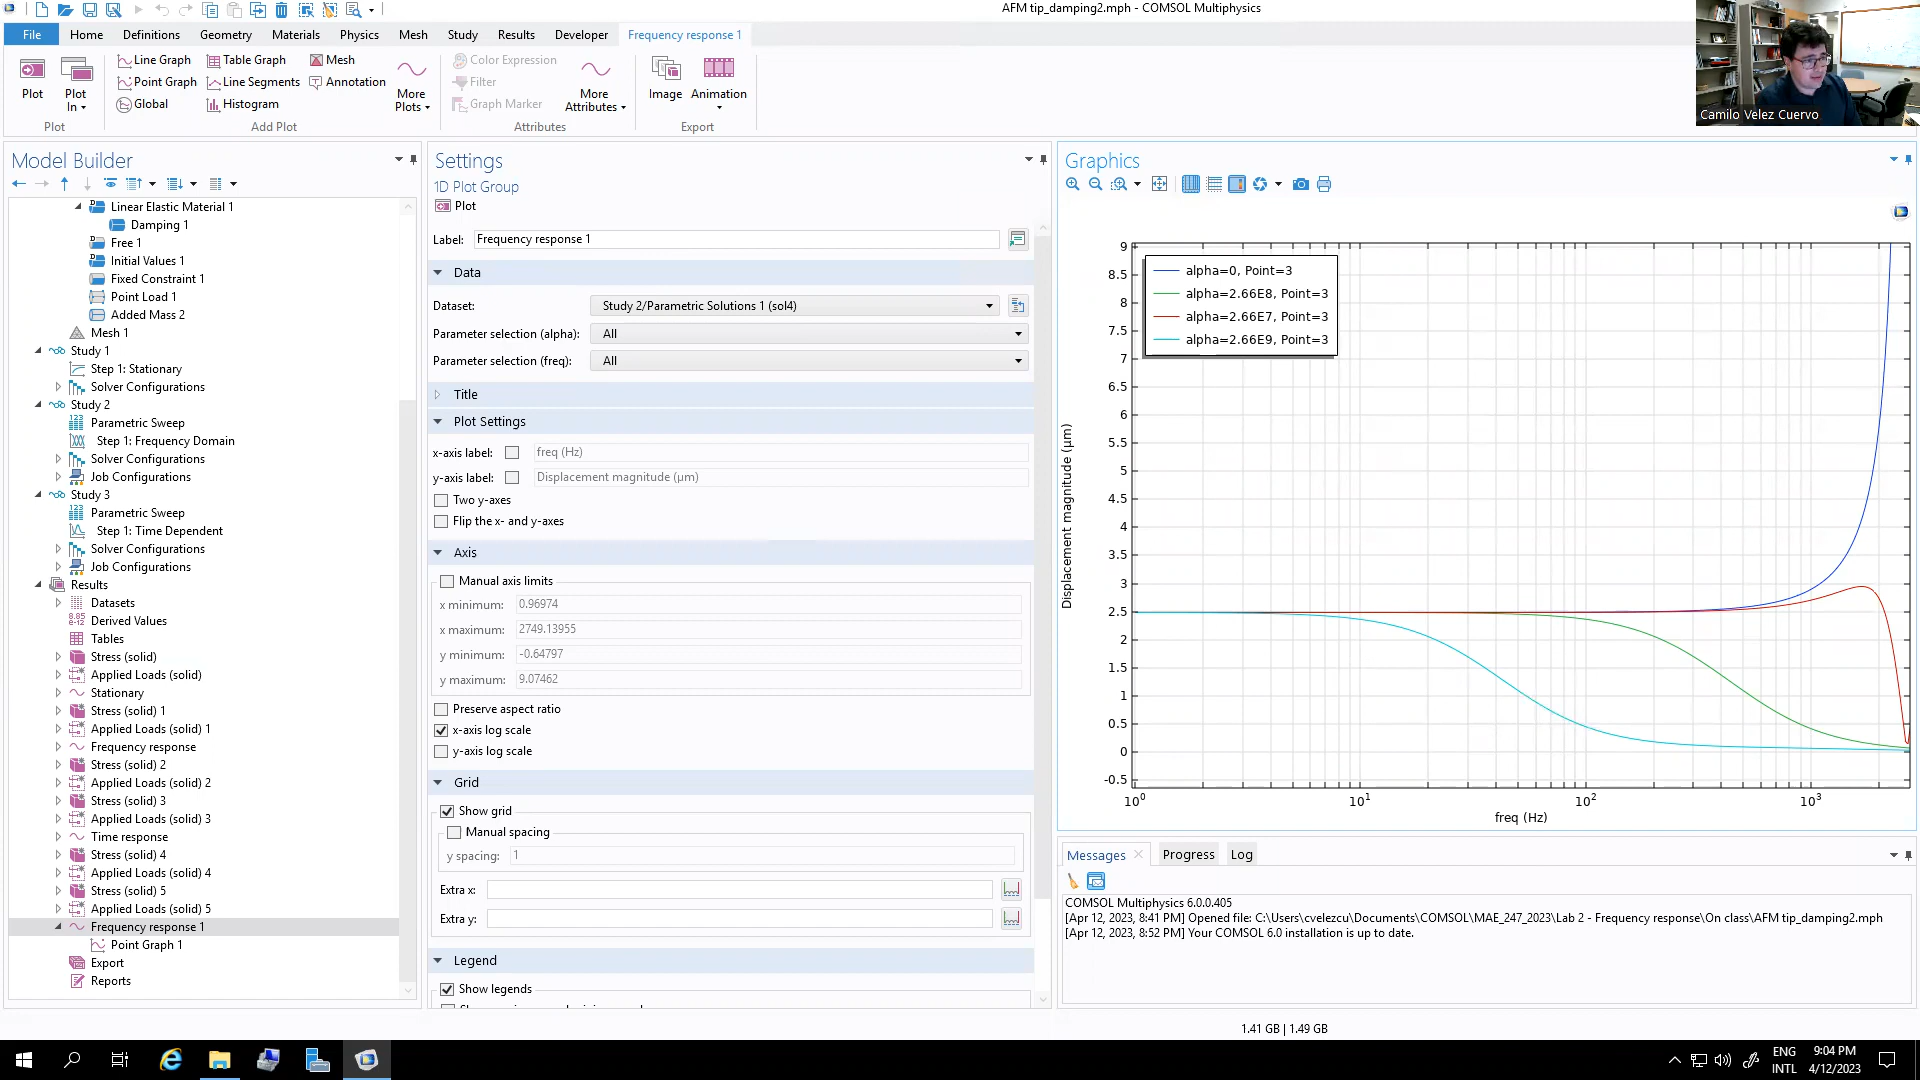 AFM tip_damping2.mph - COMSOL Multiphysics
File Home Definitions Geometry Materials Physics Mesh Study Results Developer Frequency response 1
Plot
Plot In
Plot
Line Graph
Point Graph
Global
Table Graph
Line Segments
Histogram
Mesh
Annotation
More Plots
Add Plot
Color Expression
Filter
Graph Marker
More Attributes
Attributes
Image
Animation
Export
Camilo Velez Cuervo
Model Builder
Linear Elastic Material 1
Damping 1
Free 1
Initial Values 1
Fixed Constraint 1
Point Load 1
Added Mass 2
Mesh 1
Study 1
Step 1: Stationary
Solver Configurations
Study 2
Parametric Sweep
Step 1: Frequency Domain
Solver Configurations
Job Configurations
Study 3
Parametric Sweep
Step 1: Time Dependent
Solver Configurations
Job Configurations
Results
Datasets
Derived Values
Tables
Stress (solid)
Applied Loads (solid)
Stationary
Stress (solid) 1
Applied Loads (solid) 1
Frequency response
Stress (solid) 2
Applied Loads (solid) 2
Stress (solid) 3
Applied Loads (solid) 3
Time response
Stress (solid) 4
Applied Loads (solid) 4
Stress (solid) 5
Applied Loads (solid) 5
Frequency response 1
Point Graph 1
Export
Reports
Settings
1D Plot Group
Plot
Label: Frequency response 1
Data
Dataset: Study 2/Parametric Solutions 1 (sol4)
Parameter selection (alpha): All
Parameter selection (freq): All
Title
Plot Settings
x-axis label: freq (Hz)
y-axis label: Displacement magnitude (µm)
Two y-axes
Flip the x- and y-axes
Axis
Manual axis limits
x minimum: 0.96974
x maximum: 2749.13955
y minimum: -0.64797
y maximum: 9.07462
Preserve aspect ratio
x-axis log scale
y-axis log scale
Grid
Show grid
Manual spacing
y spacing: 1
Extra x:
Extra y:
Legend
Show legends
Graphics
alpha=0, Point=3
alpha=2.66E8, Point=3
alpha=2.66E7, Point=3
alpha=2.66E9, Point=3
9
8.5
8
7.5
7
6.5
6
5.5
5
4.5
4
3.5
3
2.5
2
1.5
1
0.5
0
-0.5
Displacement magnitude (µm)
10⁰ 10¹ 10² 10³
freq (Hz)
Messages Progress Log
COMSOL Multiphysics 6.0.0.405
[Apr 12, 2023, 8:41 PM] Opened file: C:\Users\cvelezcu\Documents\COMSOL\MAE_247_2023\Lab 2 - Frequency response\On class\AFM tip_damping2.mph
[Apr 12, 2023, 8:52 PM] Your COMSOL 6.0 installation is up to date.
1.41 GB | 1.49 GB
ENG
INTL
9:04 PM
4/12/2023